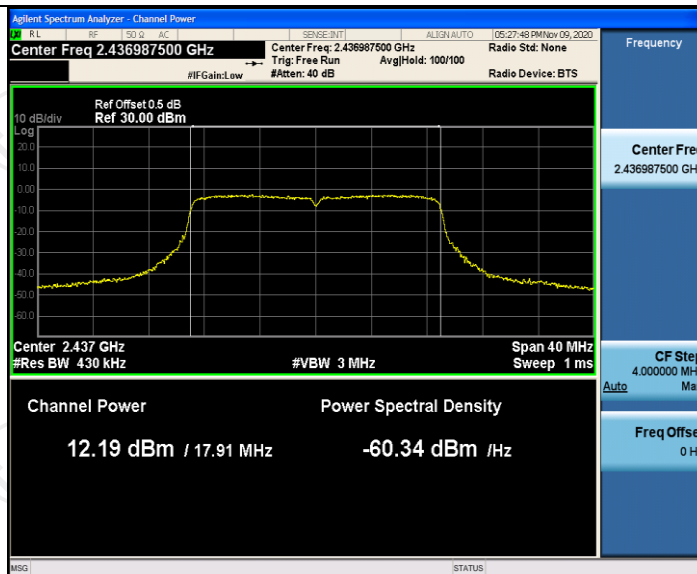 Agilent Spectrum Analyzer - Channel Power
RL RF 50 Ω AC SENSE:INT ALIGN AUTO 05:27:48 PM Nov 09, 2020
Center Freq 2.436987500 GHz
Center Freq: 2.436987500 GHz Radio Std: None
Trig: Free Run Avg|Hold: 100/100
#IFGain:Low #Atten: 40 dB Radio Device: BTS
Ref Offset 0.5 dB
10 dB/div Ref 30.00 dBm
Log
20.0
10.0
0.00
-10.0
-20.0
-30.0
-40.0
-50.0
-60.0
Center 2.437 GHz Span 40 MHz
#Res BW 430 kHz #VBW 3 MHz Sweep 1 ms
Channel Power Power Spectral Density
12.19 dBm / 17.91 MHz -60.34 dBm /Hz
MSG STATUS
Frequency
Center Fre
2.436987500 GH
CF Step
4.000000 MH
Auto Ma
Freq Offse
0 H